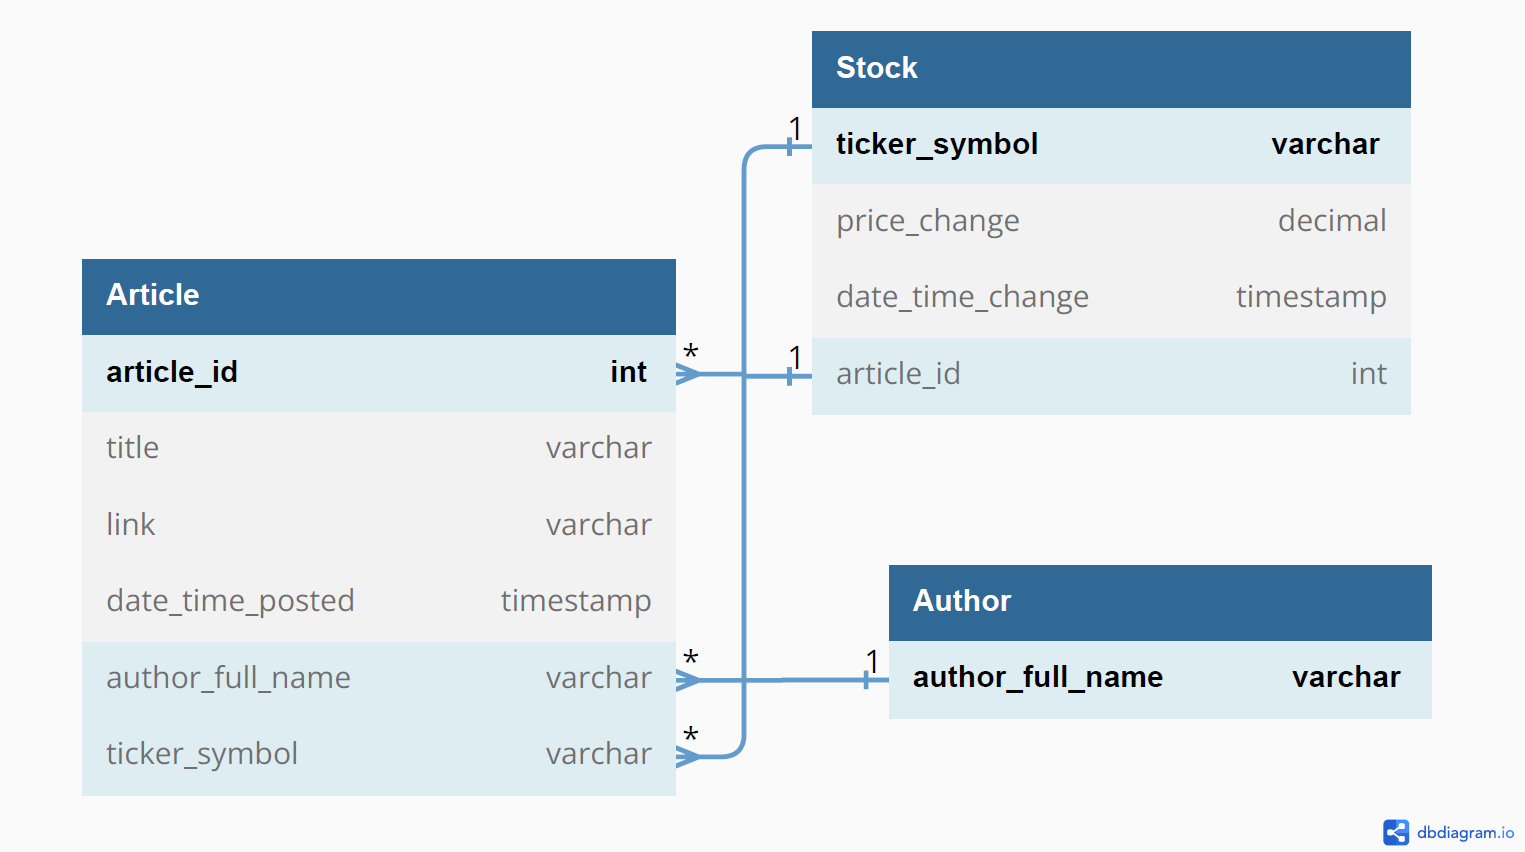 Stock
ticker_symbol varchar
price_change decimal
date_time_change timestamp
article_id int
1
1
Article
article_id int
title varchar
link varchar
date_time_posted timestamp
author_full_name varchar
ticker_symbol varchar
*
*
*
1
Author
author_full_name varchar
dbdiagram.io